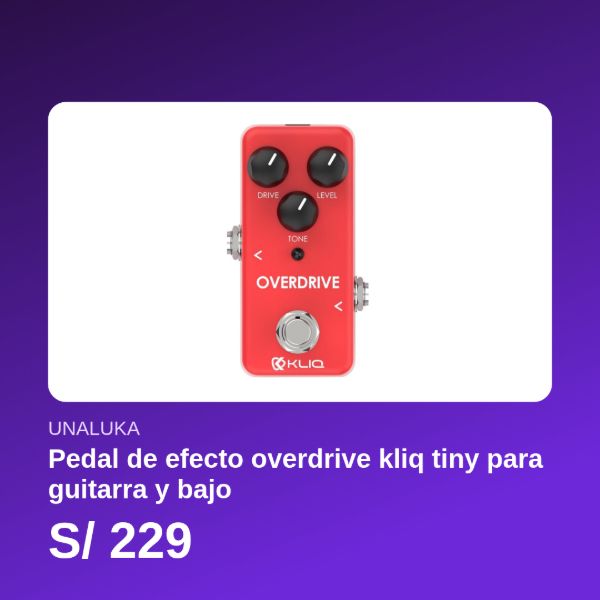 DRIVE LEVEL
TONE
<
OVERDRIVE
<
KLIQ
UNALUKA
Pedal de efecto overdrive kliq tiny para
guitarra y bajo
S/ 229